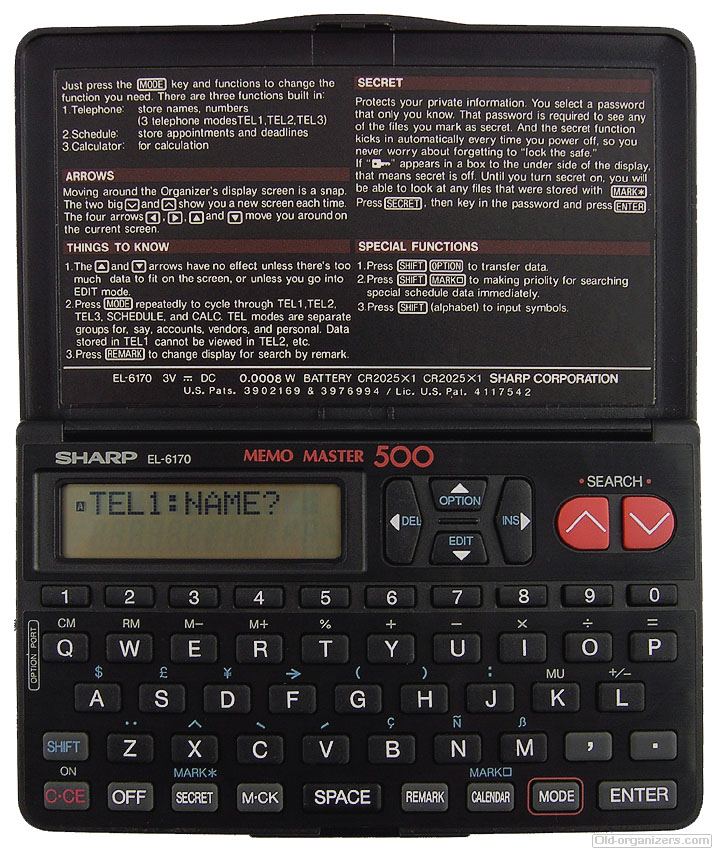 Just press the MODE key and functions to change the
function you need. There are three functions built in:
1.Telephone: store names, numbers
(3 telephone modesTEL1,TEL2,TEL3)
2.Schedule: store appointments and deadlines
3.Calculator: for calculation
ARROWS
Moving around the Organizer's display screen is a snap.
The two big and show you a new screen each time.
The four arrows , , and move you around on
the current screen.
THINGS TO KNOW
1.The and arrows have no effect unless there's too
much data to fit on the screen, or unless you go into
EDIT mode.
2.Press MODE repeatedly to cycle through TEL1,TEL2,
TEL3, SCHEDULE, and CALC. TEL modes are separate
groups for, say, accounts, vendors, and personal. Data
stored in TEL1 cannot be viewed in TEL2, etc.
3.Press REMARK to change display for search by remark.
SECRET
Protects your private information. You select a password
that only you know. That password is required to see any
of the files you mark as secret. And the secret function
kicks in automatically every time you power off, so you
never worry about forgetting to "lock the safe."
If " " appears in a box to the under side of the display,
that means secret is off. Until you turn secret on, you will
be able to look at any files that were stored with MARK* .
Press SECRET , then key in the password and press ENTER .
SPECIAL FUNCTIONS
1.Press SHIFT OPTION to transfer data.
2.Press SHIFT MARK□ to making priolity for searching
special schedule data immediately.
3.Press SHIFT (alphabet) to input symbols.
EL-6170 3V ⎓ DC 0.0008 W BATTERY CR2025×1 CR2025×1 SHARP CORPORATION
U.S. Pats. 3902169 & 3976994 / Lic. U.S. Pat. 4117542
SHARP EL-6170 MEMO MASTER 500
A TEL1:NAME?
OPTION
DEL INS
EDIT
• SEARCH •
1 2 3 4 5 6 7 8 9 0
CM RM M− M+ % + − × ÷ =
Q W E R T Y U I O P
OPTION PORT
$ £ ¥ → ( ) : MU +/−
A S D F G H J K L
¨ ^ ` ´ Ç Ñ ß
SHIFT Z X C V B N M , .
ON MARK* MARK□
C·CE OFF SECRET M·CK SPACE REMARK CALENDAR MODE ENTER
Old-organizers.com